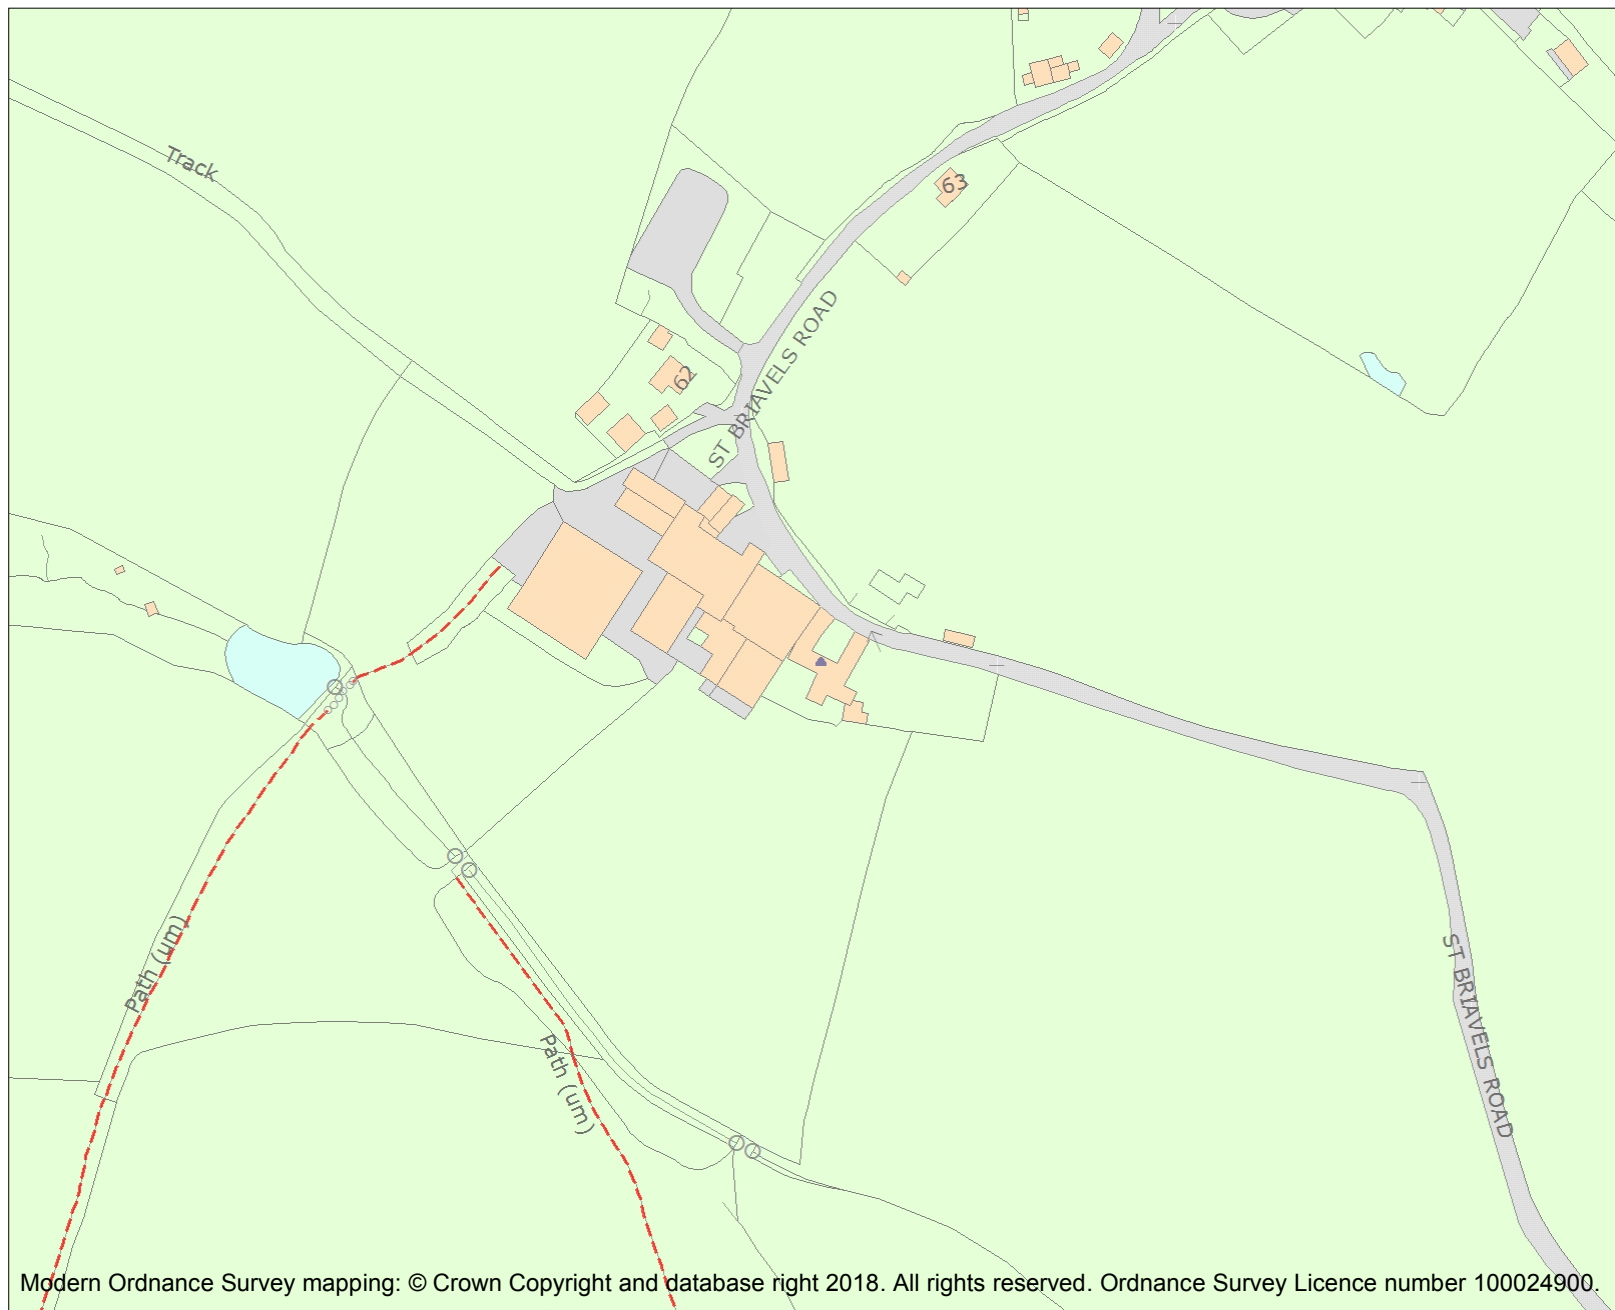 Track
63
ST BRIAVELS ROAD
62
Path (um)
ST BRIAVELS ROAD
Path (um)
Modern Ordnance Survey mapping: © Crown Copyright and database right 2018. All rights reserved. Ordnance Survey Licence number 100024900.